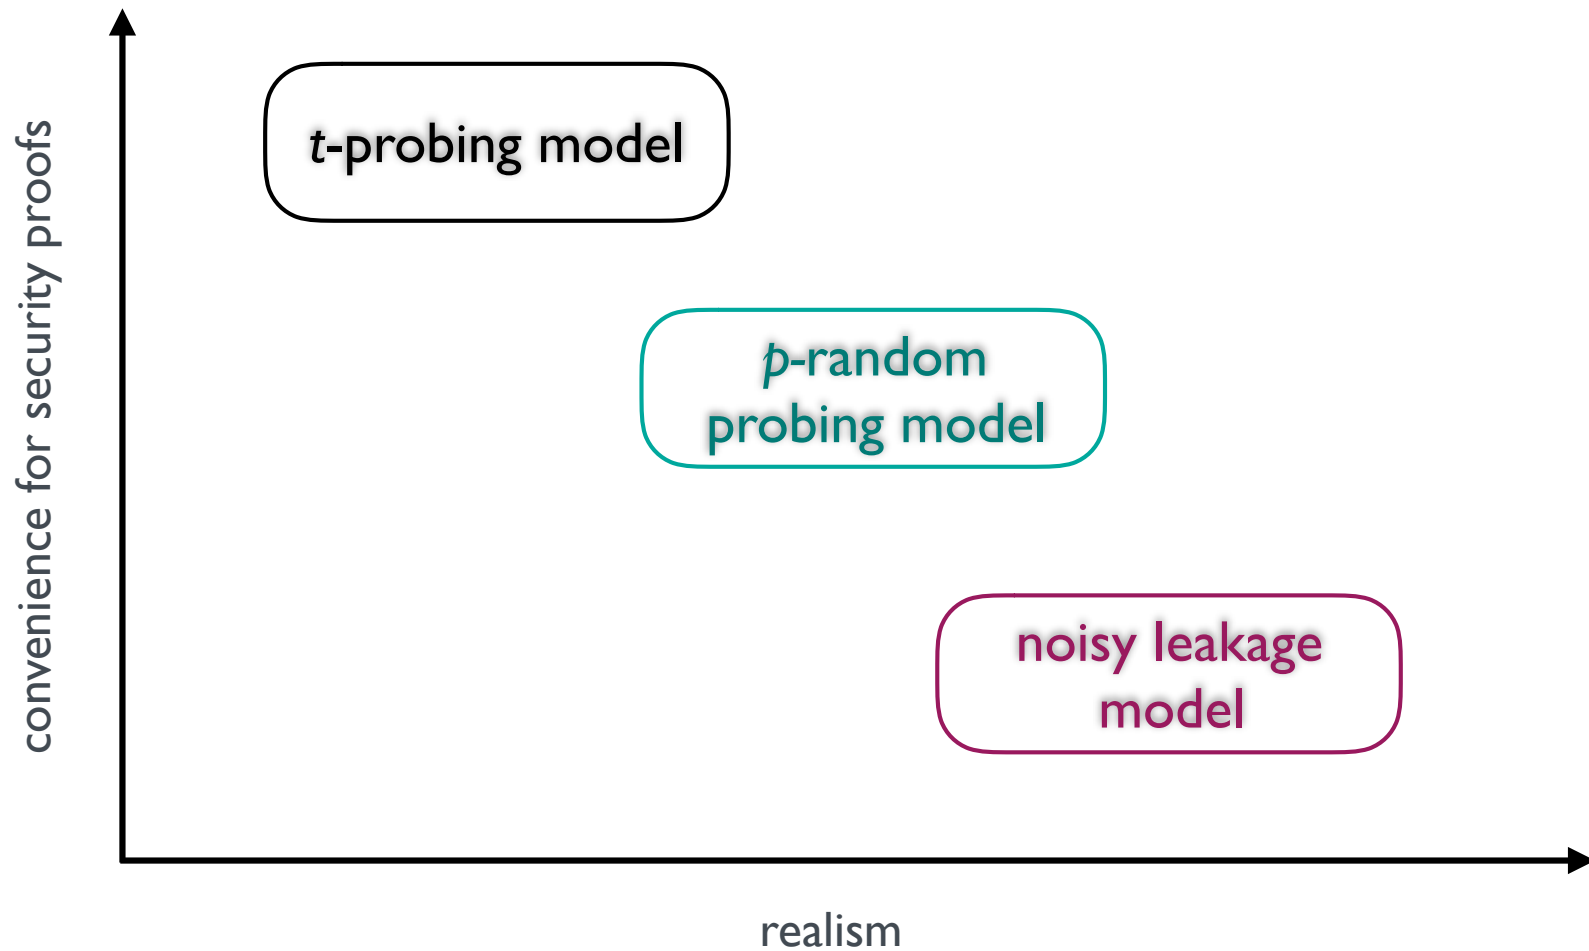 convenience for security proofs
t-probing model
p-random
probing model
noisy leakage
model
realism